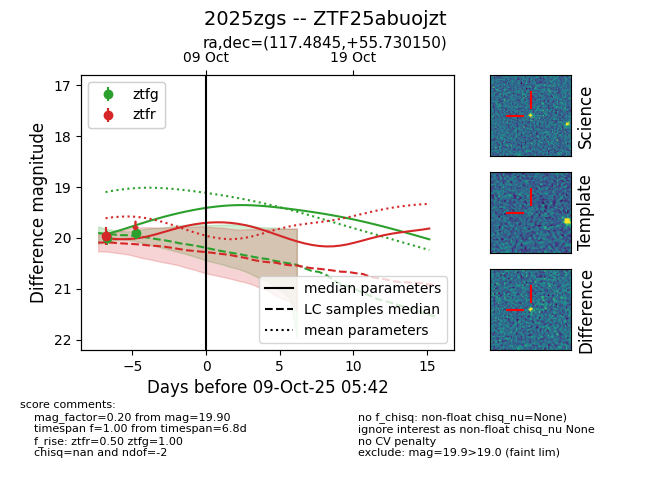 2025zgs -- ZTF25abuojzt
ra,dec=(117.4845,+55.730150)
09 Oct
19 Oct
ztfg
ztfr
17
18
19
20
21
22
Difference magnitude
median parameters
LC samples median
mean parameters
−5
0
5
10
15
Days before 09-Oct-25 05:42
Science
Template
Difference
score comments:
mag_factor=0.20 from mag=19.90
timespan f=1.00 from timespan=6.8d
f_rise: ztfr=0.50 ztfg=1.00
chisq=nan and ndof=-2
no f_chisq: non-float chisq_nu=None)
ignore interest as non-float chisq_nu None
no CV penalty
exclude: mag=19.9>19.0 (faint lim)